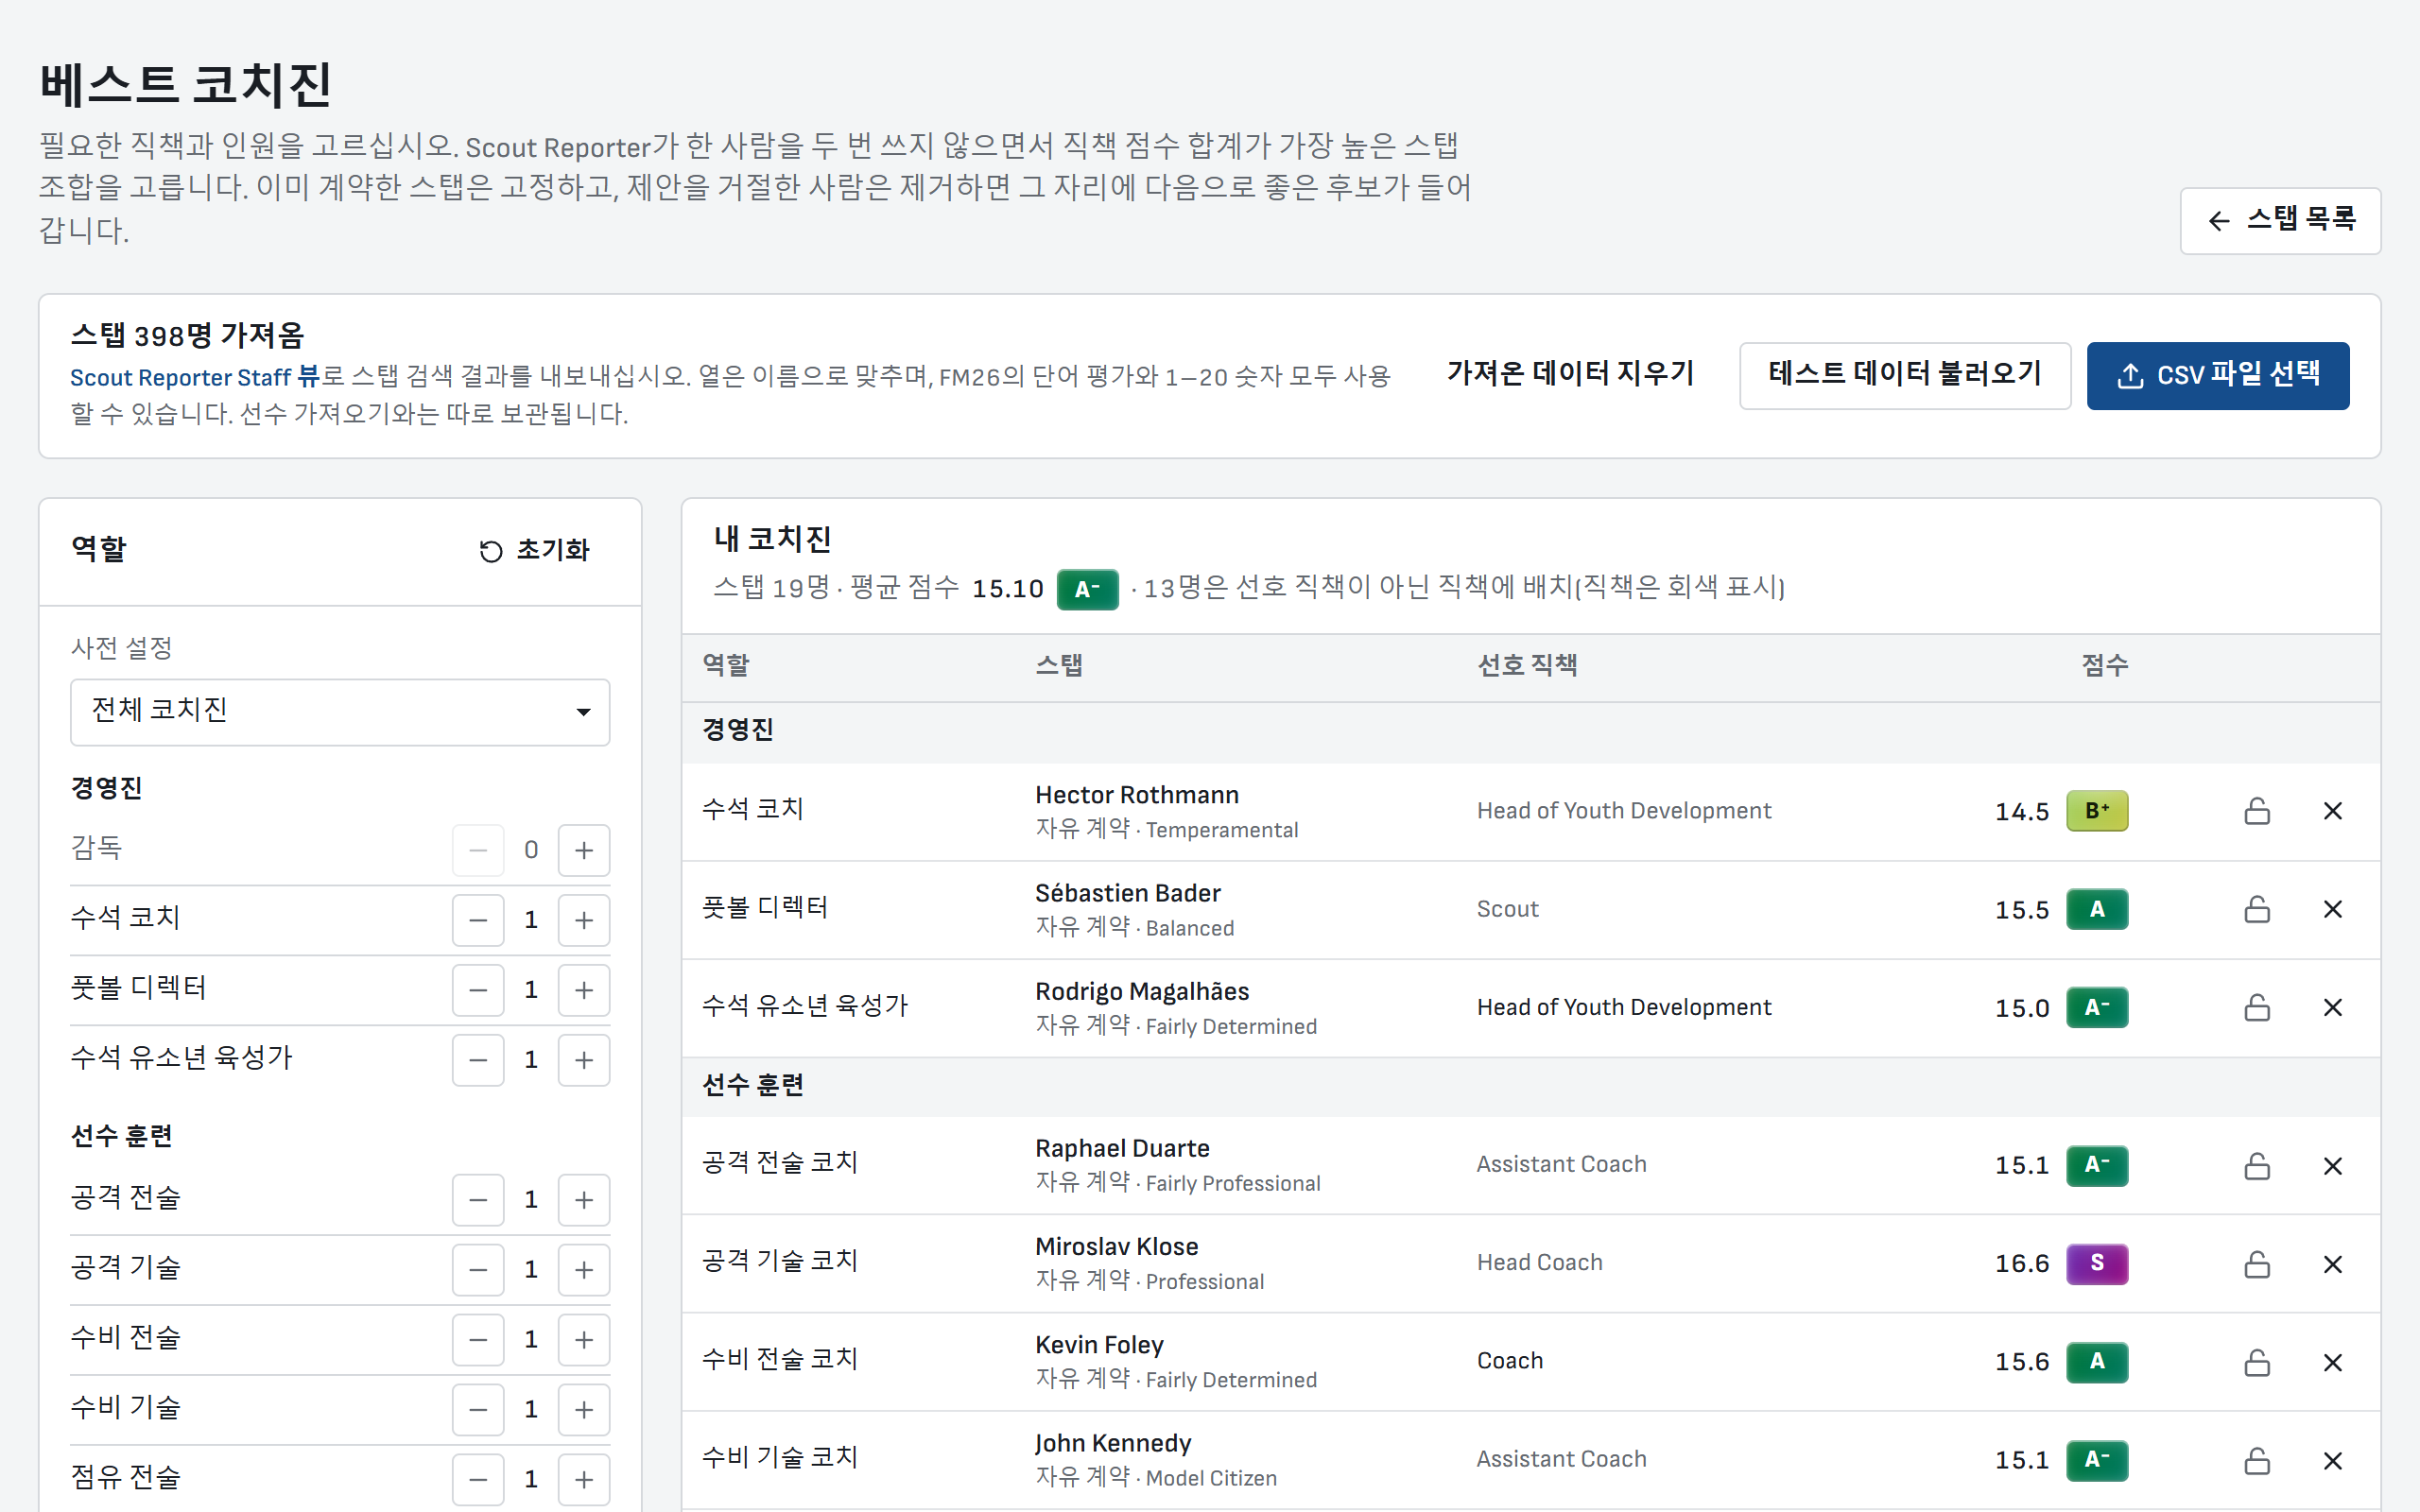 베스트 코치진
필요한 직책과 인원을 고르십시오. Scout Reporter가 한 사람을 두 번 쓰지 않으면서 직책 점수 합계가 가장 높은 스탭
조합을 고릅니다. 이미 계약한 스탭은 고정하고, 제안을 거절한 사람은 제거하면 그 자리에 다음으로 좋은 후보가 들어
갑니다.
스탭 목록
스탭 398명 가져옴
Scout Reporter Staff 뷰로 스탭 검색 결과를 내보내십시오. 열은 이름으로 맞추며, FM26의 단어 평가와 1–20 숫자 모두 사용
할 수 있습니다. 선수 가져오기와는 따로 보관됩니다.
가져온 데이터 지우기
테스트 데이터 불러오기
CSV 파일 선택
역할
초기화
사전 설정
전체 코치진
경영진
감독 0
수석 코치 1
풋볼 디렉터 1
수석 유소년 육성가 1
선수 훈련
공격 전술 1
공격 기술 1
수비 전술 1
수비 기술 1
점유 전술 1
내 코치진
스탭 19명 · 평균 점수 15.10 A⁻ · 13명은 선호 직책이 아닌 직책에 배치(직책은 회색 표시)
역할 스탭 선호 직책 점수
경영진
수석 코치 Hector Rothmann Head of Youth Development 14.5 B⁺
자유 계약 · Temperamental
풋볼 디렉터 Sébastien Bader Scout 15.5 A
자유 계약 · Balanced
수석 유소년 육성가 Rodrigo Magalhães Head of Youth Development 15.0 A⁻
자유 계약 · Fairly Determined
선수 훈련
공격 전술 코치 Raphael Duarte Assistant Coach 15.1 A⁻
자유 계약 · Fairly Professional
공격 기술 코치 Miroslav Klose Head Coach 16.6 S
자유 계약 · Professional
수비 전술 코치 Kevin Foley Coach 15.6 A
자유 계약 · Fairly Determined
수비 기술 코치 John Kennedy Assistant Coach 15.1 A⁻
자유 계약 · Model Citizen